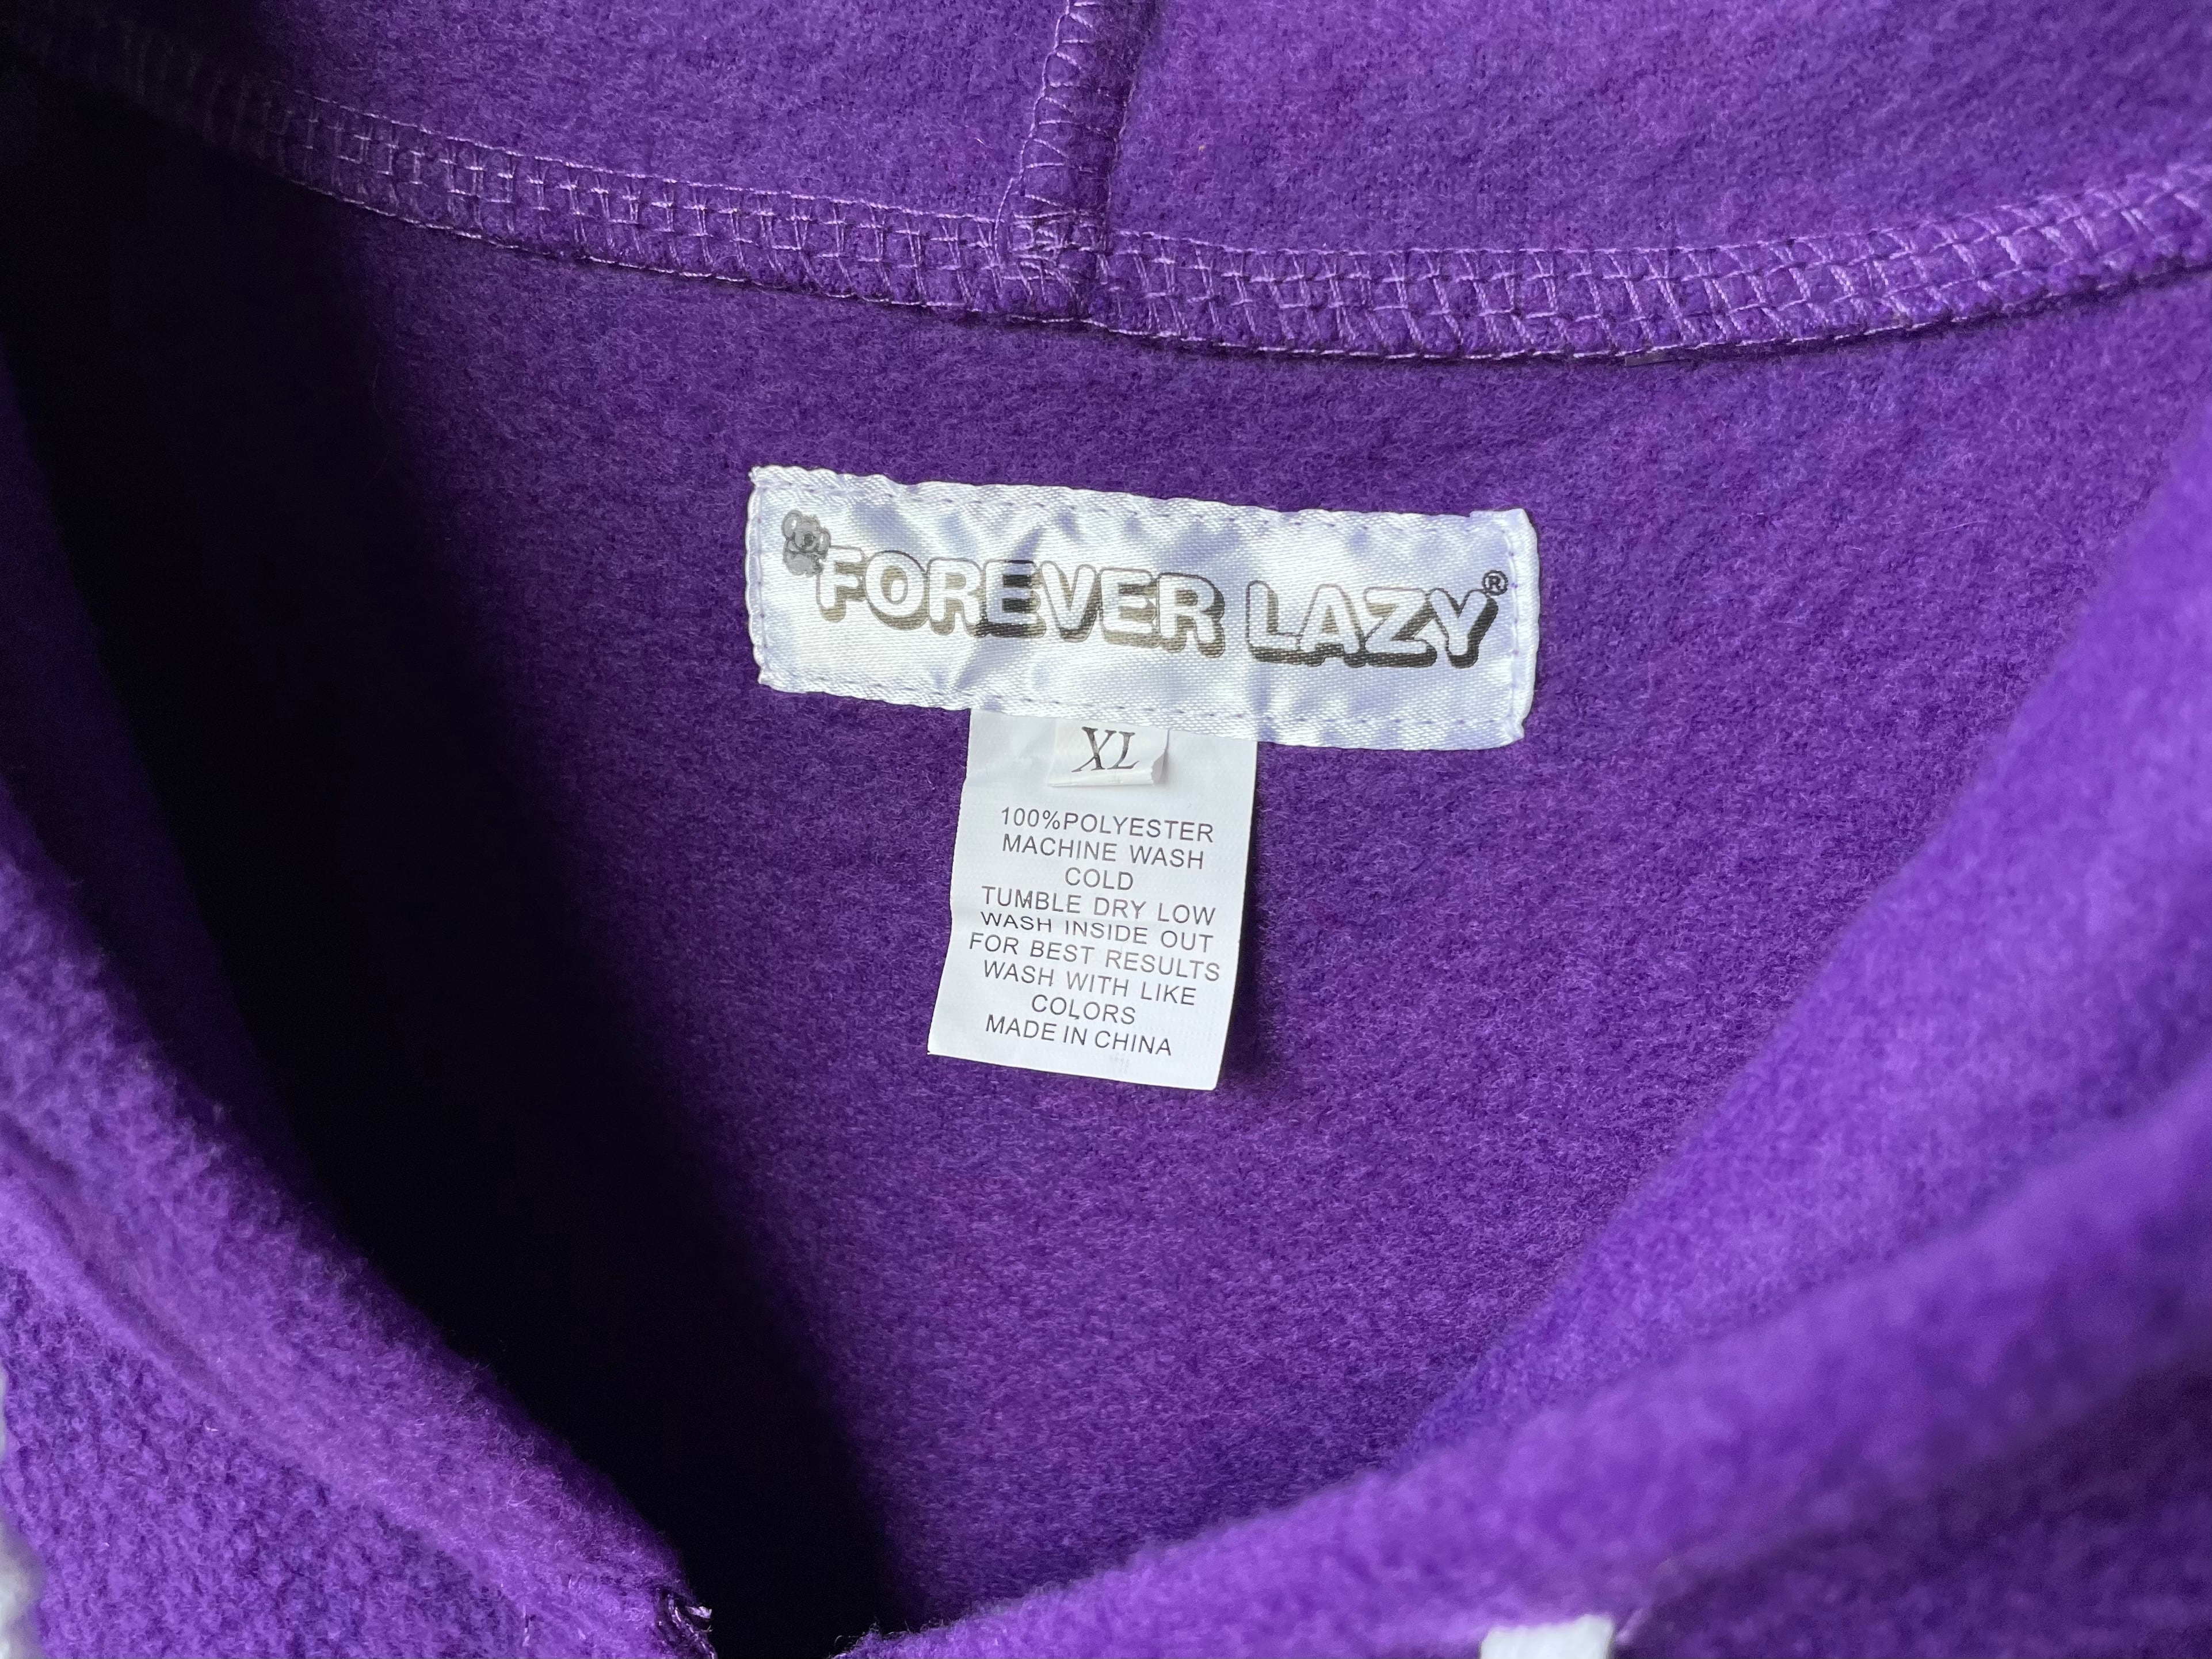 FOREVER LAZY®
XL
100%POLYESTER
MACHINE WASH
COLD
TUMBLE DRY LOW
WASH INSIDE OUT
FOR BEST RESULTS
WASH WITH LIKE
COLORS
MADE IN CHINA